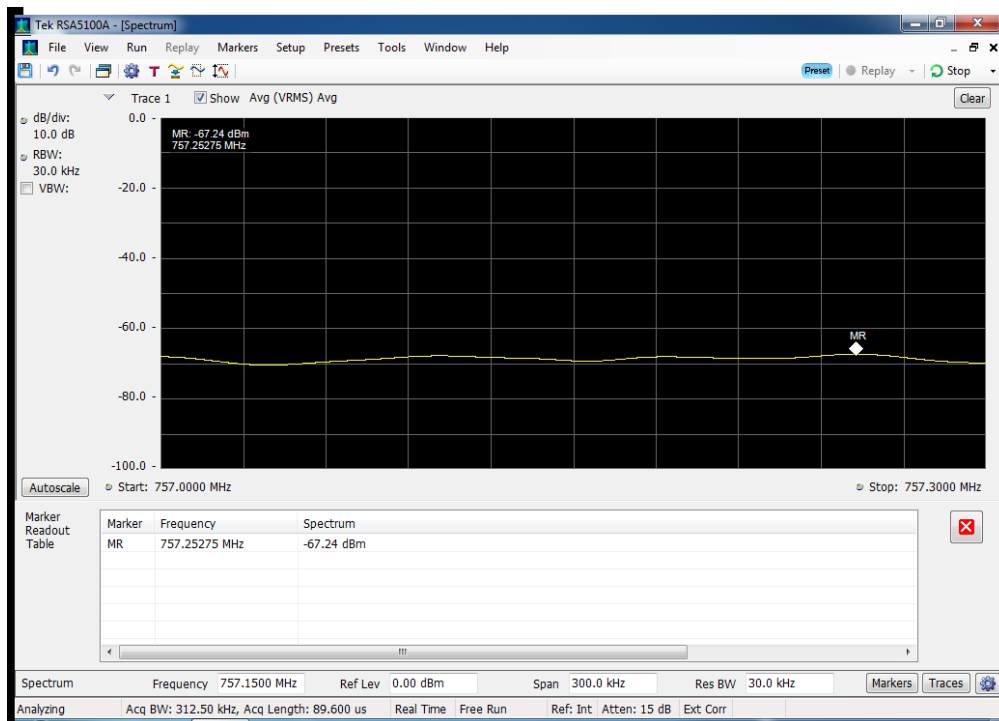 Tek RSA5100A - [Spectrum]
File View Run Replay Markers Setup Presets Tools Window Help
T Preset Replay Stop
Trace 1 Show Avg (VRMS) Avg Clear
dB/div:
10.0 dB
RBW:
30.0 kHz
VBW:
0.0
-20.0
-40.0
-60.0
-80.0
-100.0
MR: -67.24 dBm
757.25275 MHz
MR
Autoscale Start: 757.0000 MHz Stop: 757.3000 MHz
Marker
Readout
Table
Marker Frequency Spectrum
MR 757.25275 MHz -67.24 dBm
Spectrum Frequency 757.1500 MHz Ref Lev 0.00 dBm Span 300.0 kHz Res BW 30.0 kHz Markers Traces
Analyzing Acq BW: 312.50 kHz, Acq Length: 89.600 us Real Time Free Run Ref: Int Atten: 15 dB Ext Corr